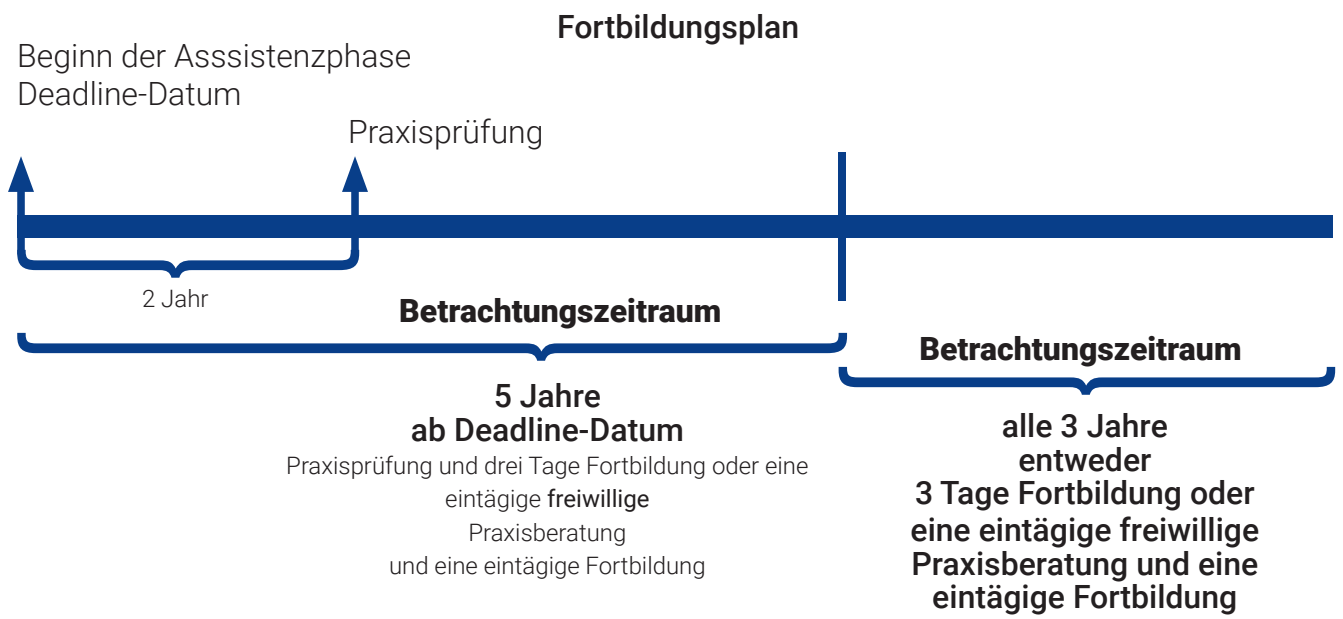 Fortbildungsplan
Beginn der Asssistenzphase
Deadline-Datum
Praxisprüfung
2 Jahr
Betrachtungszeitraum
5 Jahre
ab Deadline-Datum
Praxisprüfung und drei Tage Fortbildung oder eine
eintägige freiwillige
Praxisberatung
und eine eintägige Fortbildung
Betrachtungszeitraum
alle 3 Jahre
entweder
3 Tage Fortbildung oder
eine eintägige freiwillige
Praxisberatung und eine
eintägige Fortbildung